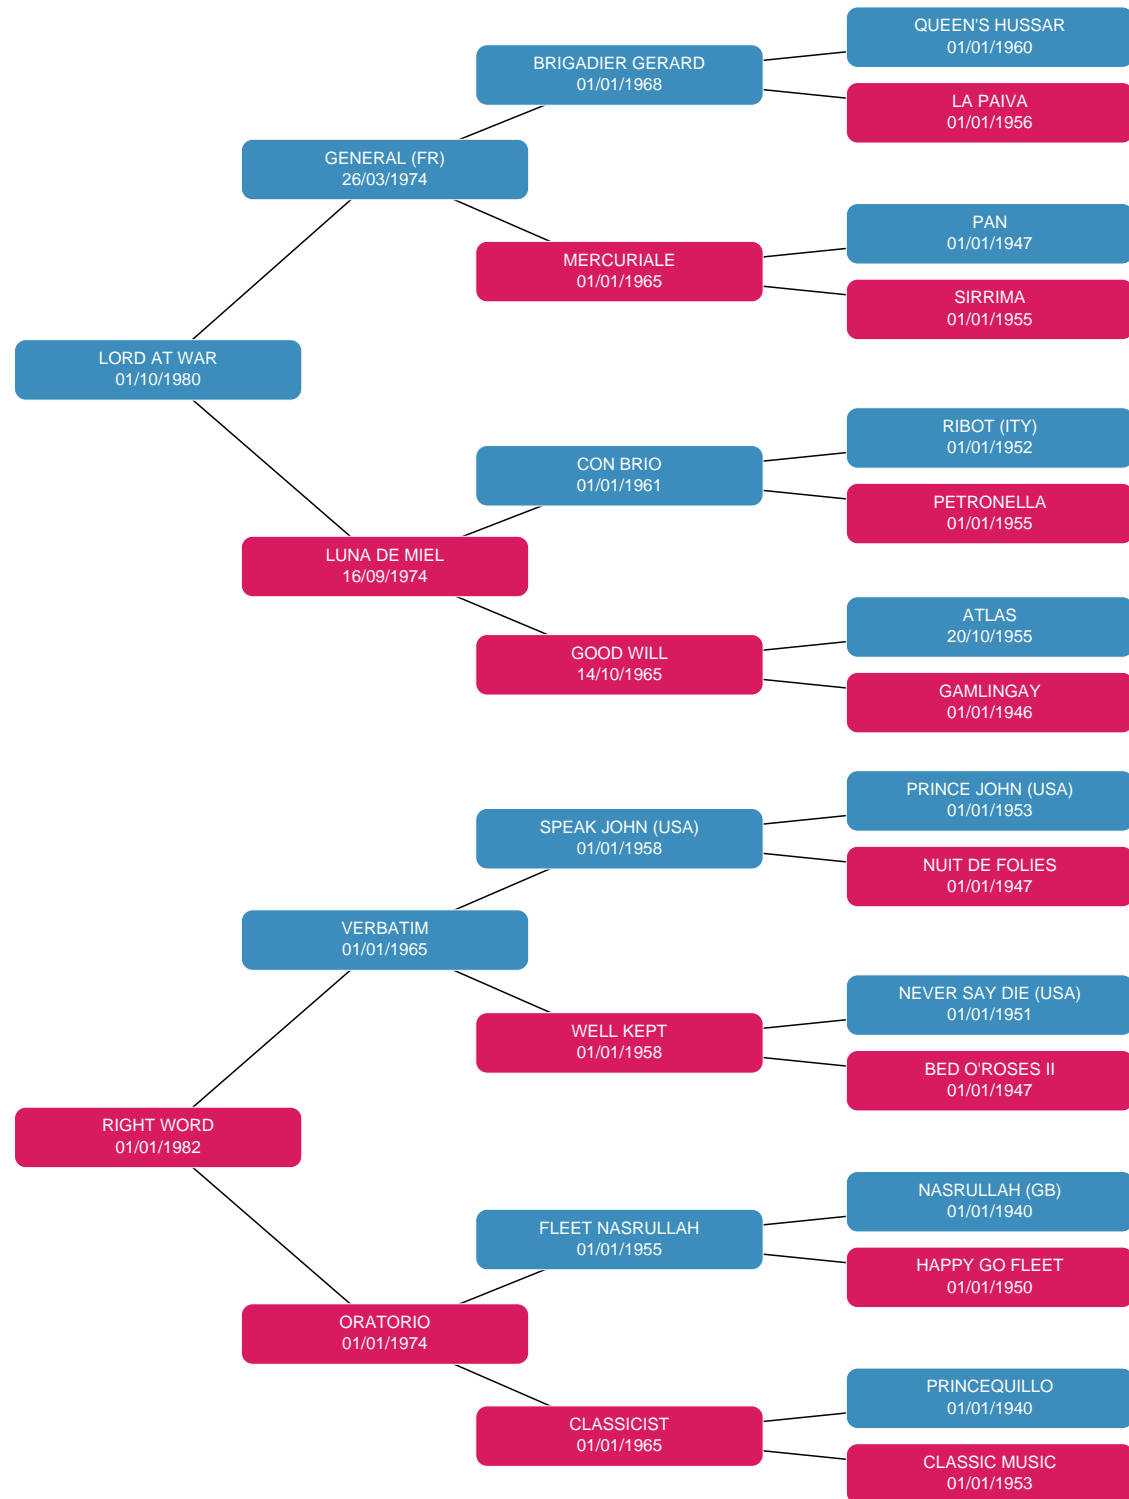 QUEEN'S HUSSAR
01/01/1960
BRIGADIER GERARD
01/01/1968
LA PAIVA
01/01/1956
GENERAL (FR)
26/03/1974
PAN
01/01/1947
MERCURIALE
01/01/1965
SIRRIMA
01/01/1955
LORD AT WAR
01/10/1980
RIBOT (ITY)
01/01/1952
CON BRIO
01/01/1961
PETRONELLA
01/01/1955
LUNA DE MIEL
16/09/1974
ATLAS
20/10/1955
GOOD WILL
14/10/1965
GAMLINGAY
01/01/1946
PRINCE JOHN (USA)
01/01/1953
SPEAK JOHN (USA)
01/01/1958
NUIT DE FOLIES
01/01/1947
VERBATIM
01/01/1965
NEVER SAY DIE (USA)
01/01/1951
WELL KEPT
01/01/1958
BED O'ROSES II
01/01/1947
RIGHT WORD
01/01/1982
NASRULLAH (GB)
01/01/1940
FLEET NASRULLAH
01/01/1955
HAPPY GO FLEET
01/01/1950
ORATORIO
01/01/1974
PRINCEQUILLO
01/01/1940
CLASSICIST
01/01/1965
CLASSIC MUSIC
01/01/1953